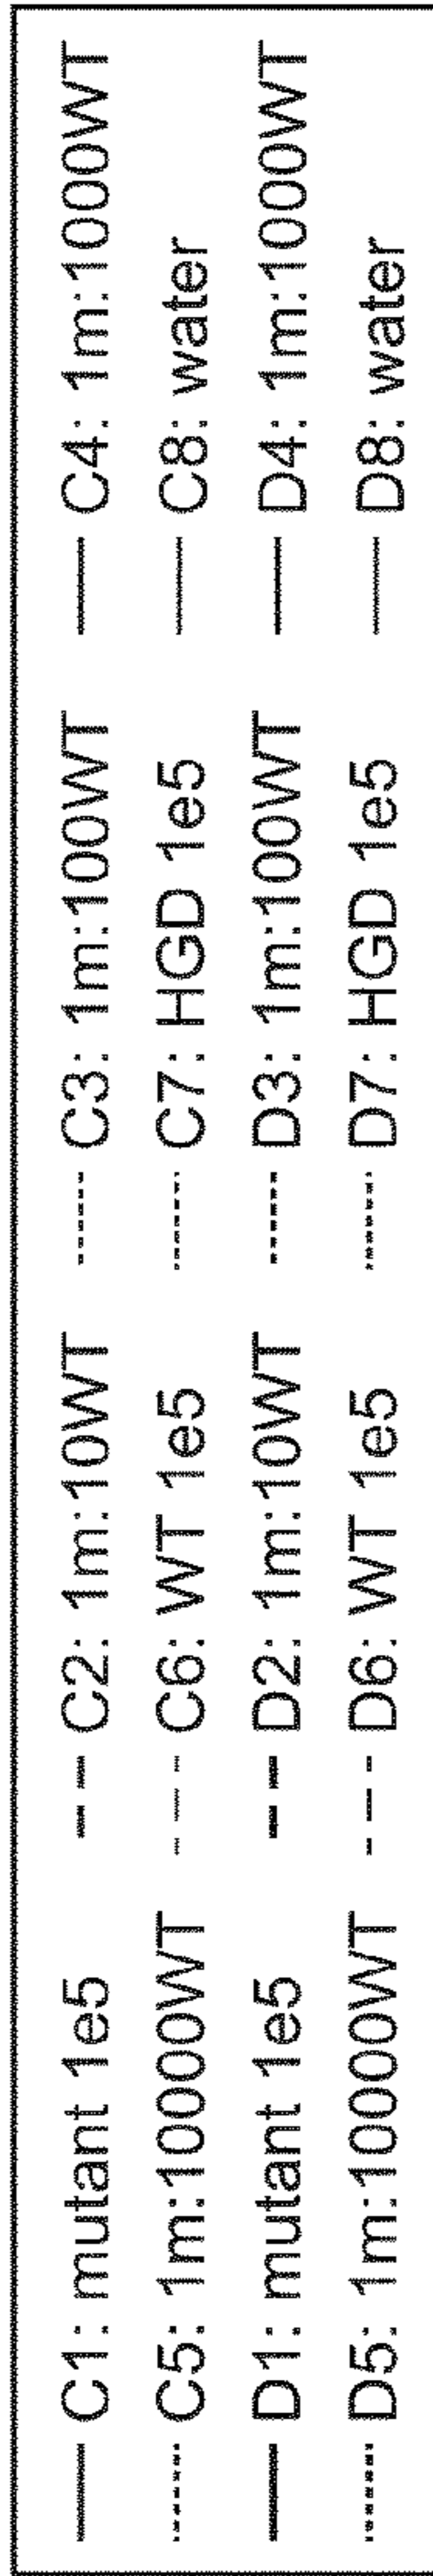 C1: mutant 1e5 C2: 1m:10WT C3: 1m:100WT C4: 1m:1000WT
C5: 1m:10000WT C6: WT 1e5 C7: HGD 1e5 C8: water
D1: mutant 1e5 D2: 1m:10WT D3: 1m:100WT D4: 1m:1000WT
D5: 1m:10000WT D6: WT 1e5 D7: HGD 1e5 D8: water